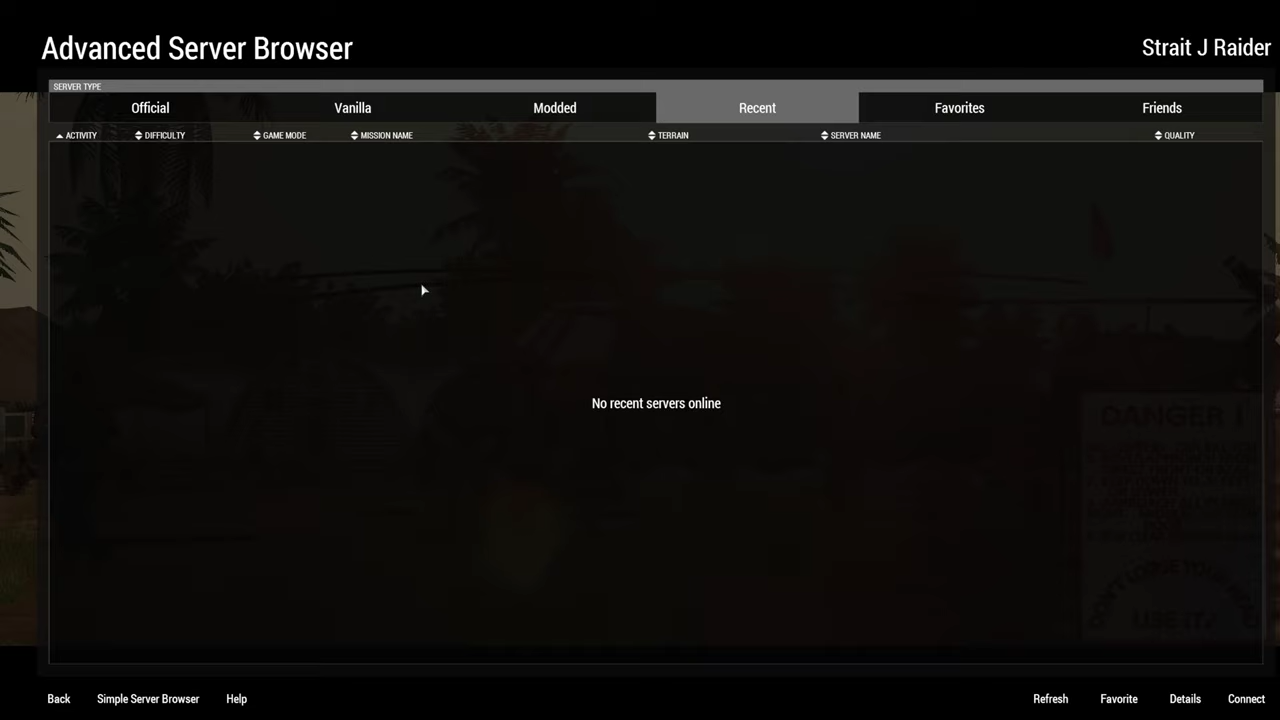 Advanced Server Browser
Strait J Raider
SERVER TYPE
Official Vanilla Modded Recent Favorites Friends
ACTIVITY DIFFICULTY GAME MODE MISSION NAME TERRAIN SERVER NAME QUALITY
No recent servers online
DANGER !
Back Simple Server Browser Help Refresh Favorite Details Connect